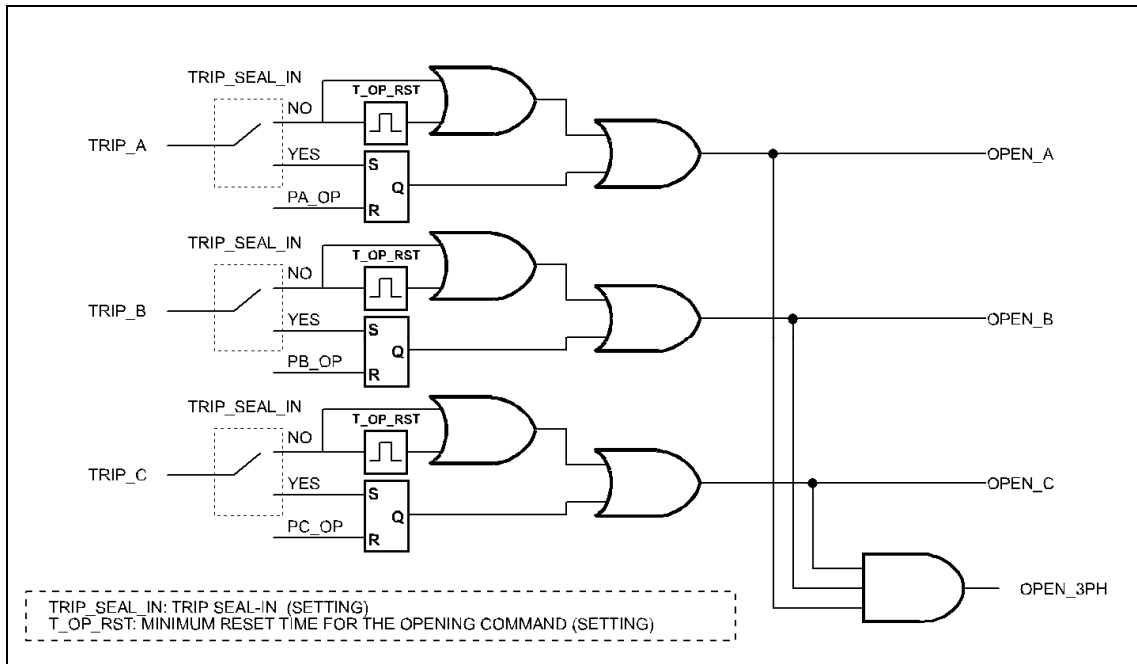 TRIP_SEAL_IN
NO
T_OP_RST
TRIP_A
YES
S
Q
R
PA_OP
OPEN_A
TRIP_SEAL_IN
NO
T_OP_RST
TRIP_B
YES
S
Q
R
PB_OP
OPEN_B
TRIP_SEAL_IN
NO
T_OP_RST
TRIP_C
YES
S
Q
R
PC_OP
OPEN_C
OPEN_3PH
TRIP_SEAL_IN: TRIP SEAL-IN (SETTING)
T_OP_RST: MINIMUM RESET TIME FOR THE OPENING COMMAND (SETTING)